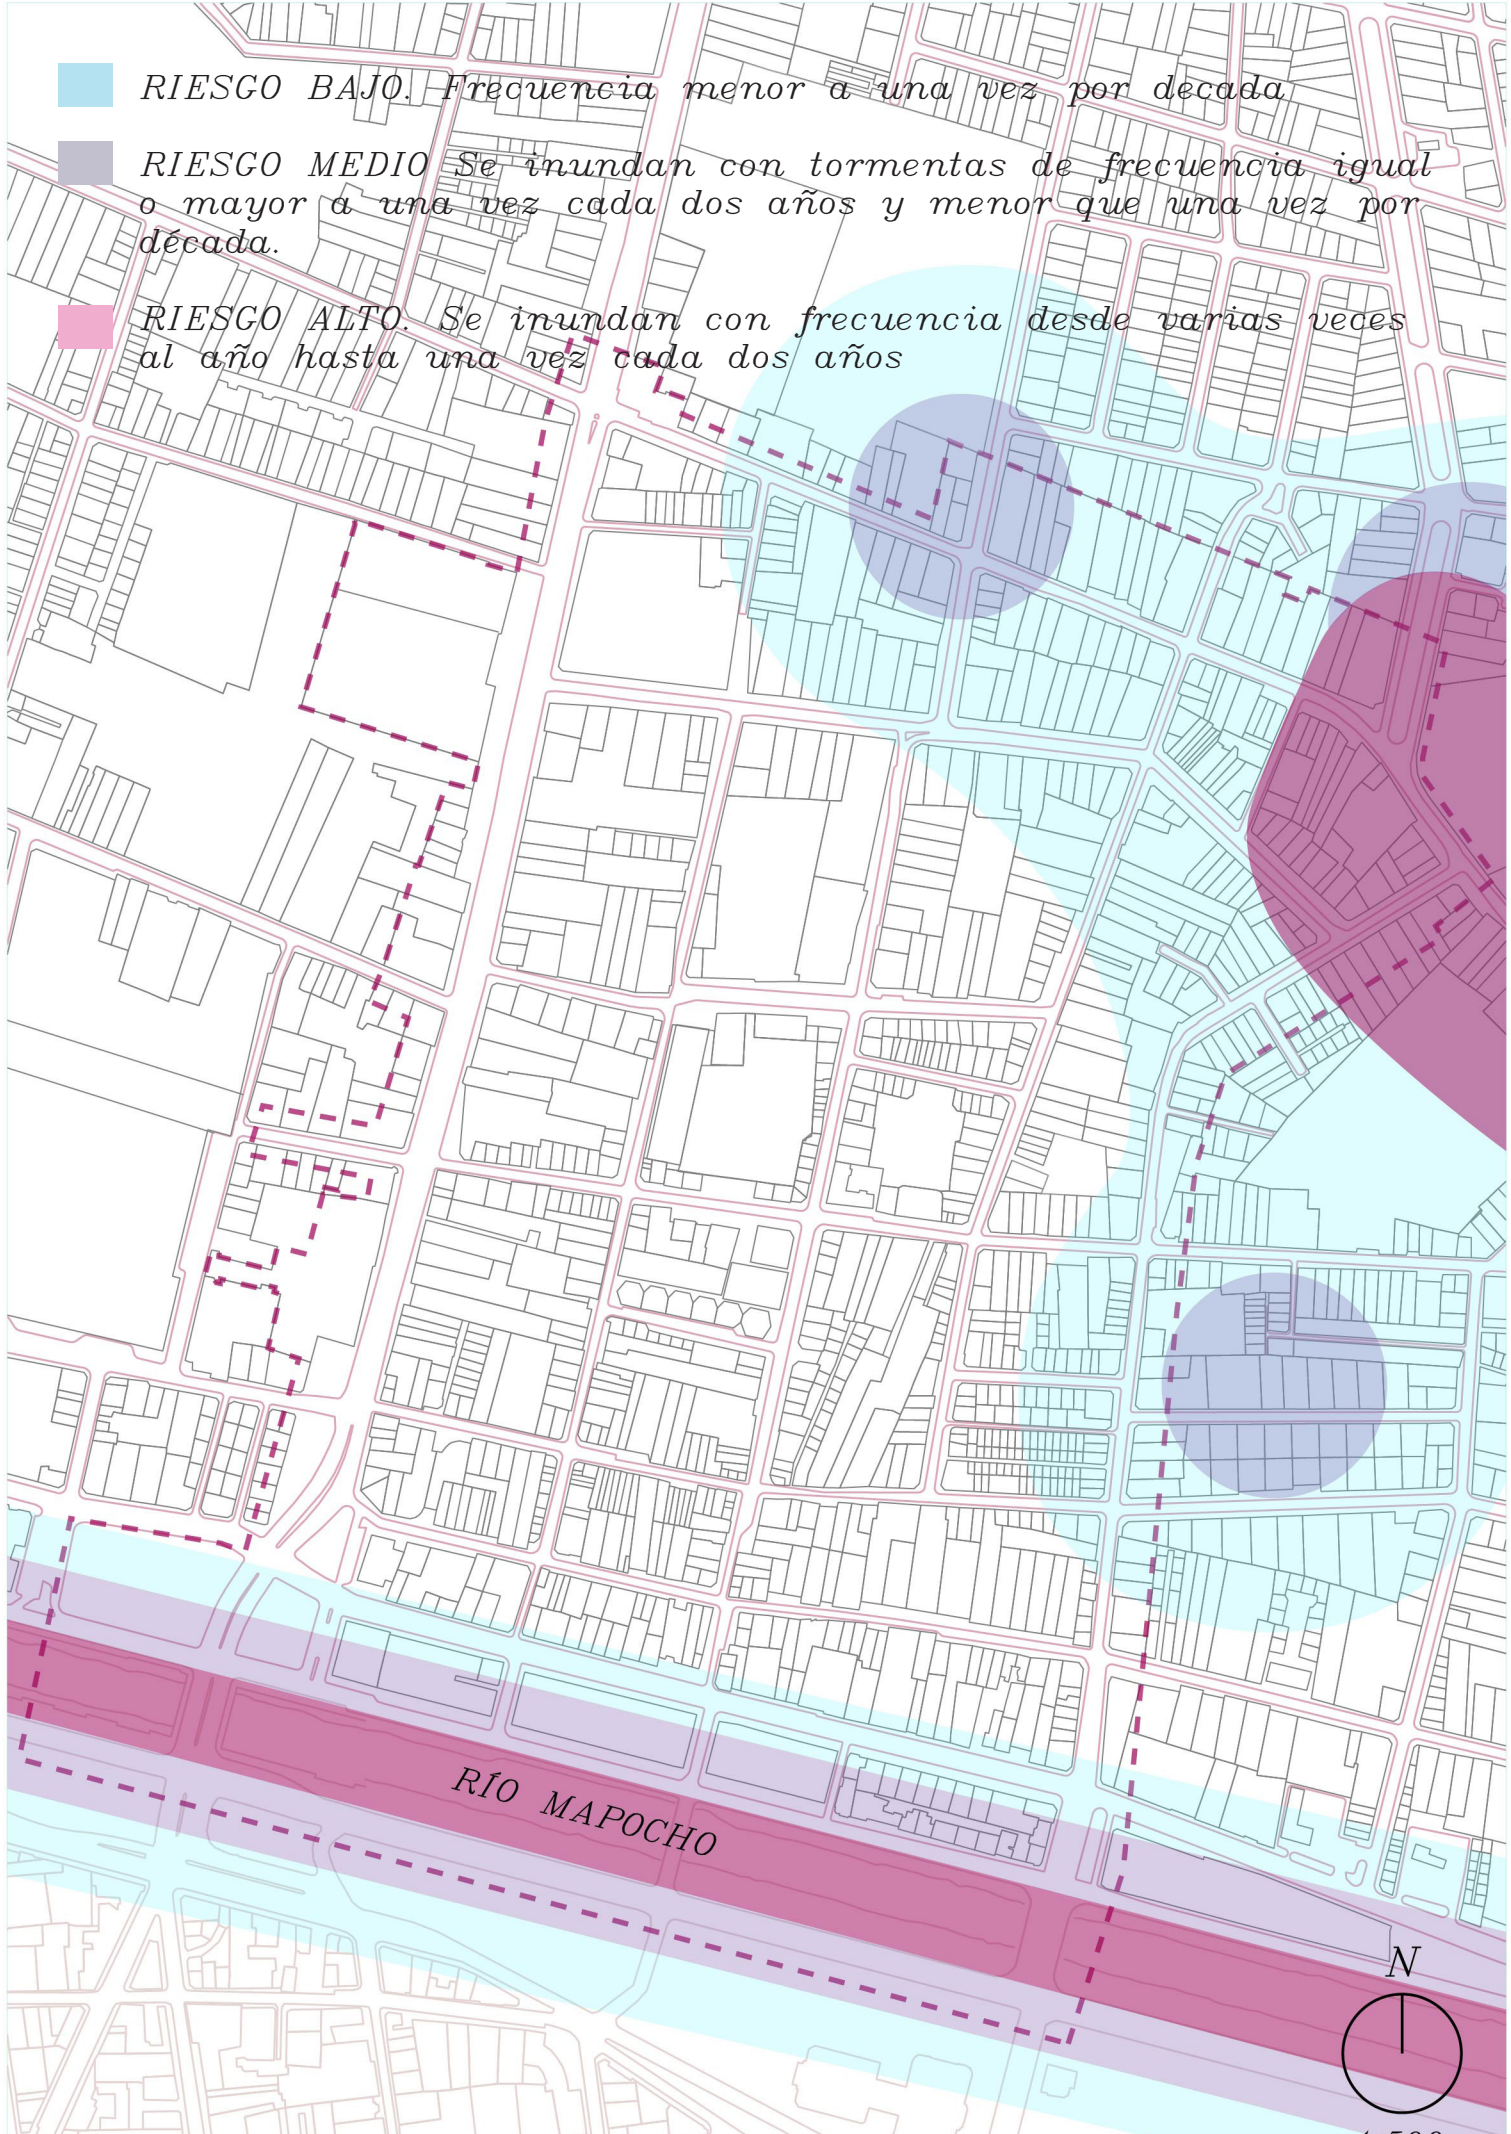 RIESGO BAJO. Frecuencia menor a una vez por decada
RIESGO MEDIO Se inundan con tormentas de frecuencia igual
o mayor a una vez cada dos años y menor que una vez por
década.
RIESGO ALTO. Se inundan con frecuencia desde varias veces
al año hasta una vez cada dos años
RÍO MAPOCHO
N